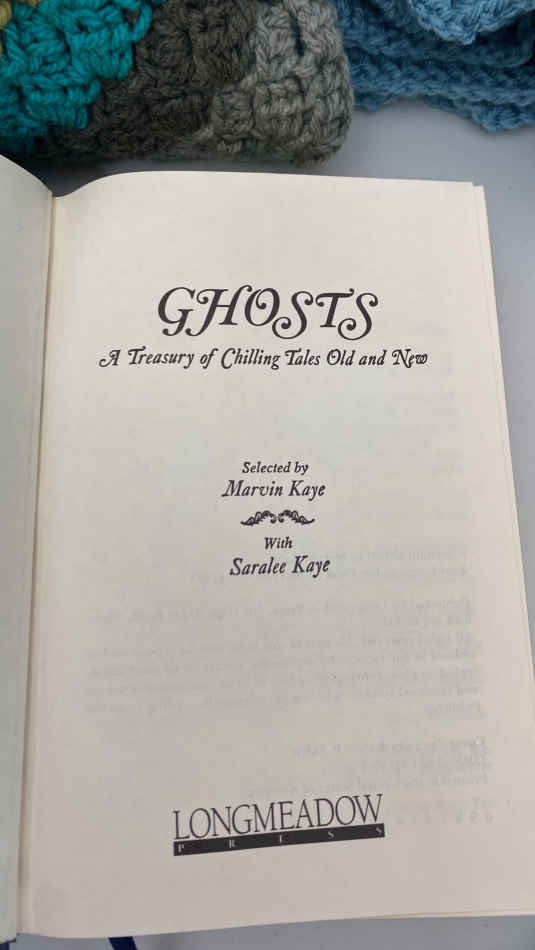 GHOSTS
A Treasury of Chilling Tales Old and New
Selected by
Marvin Kaye
With
Saralee Kaye
LONGMEADOW
PRESS